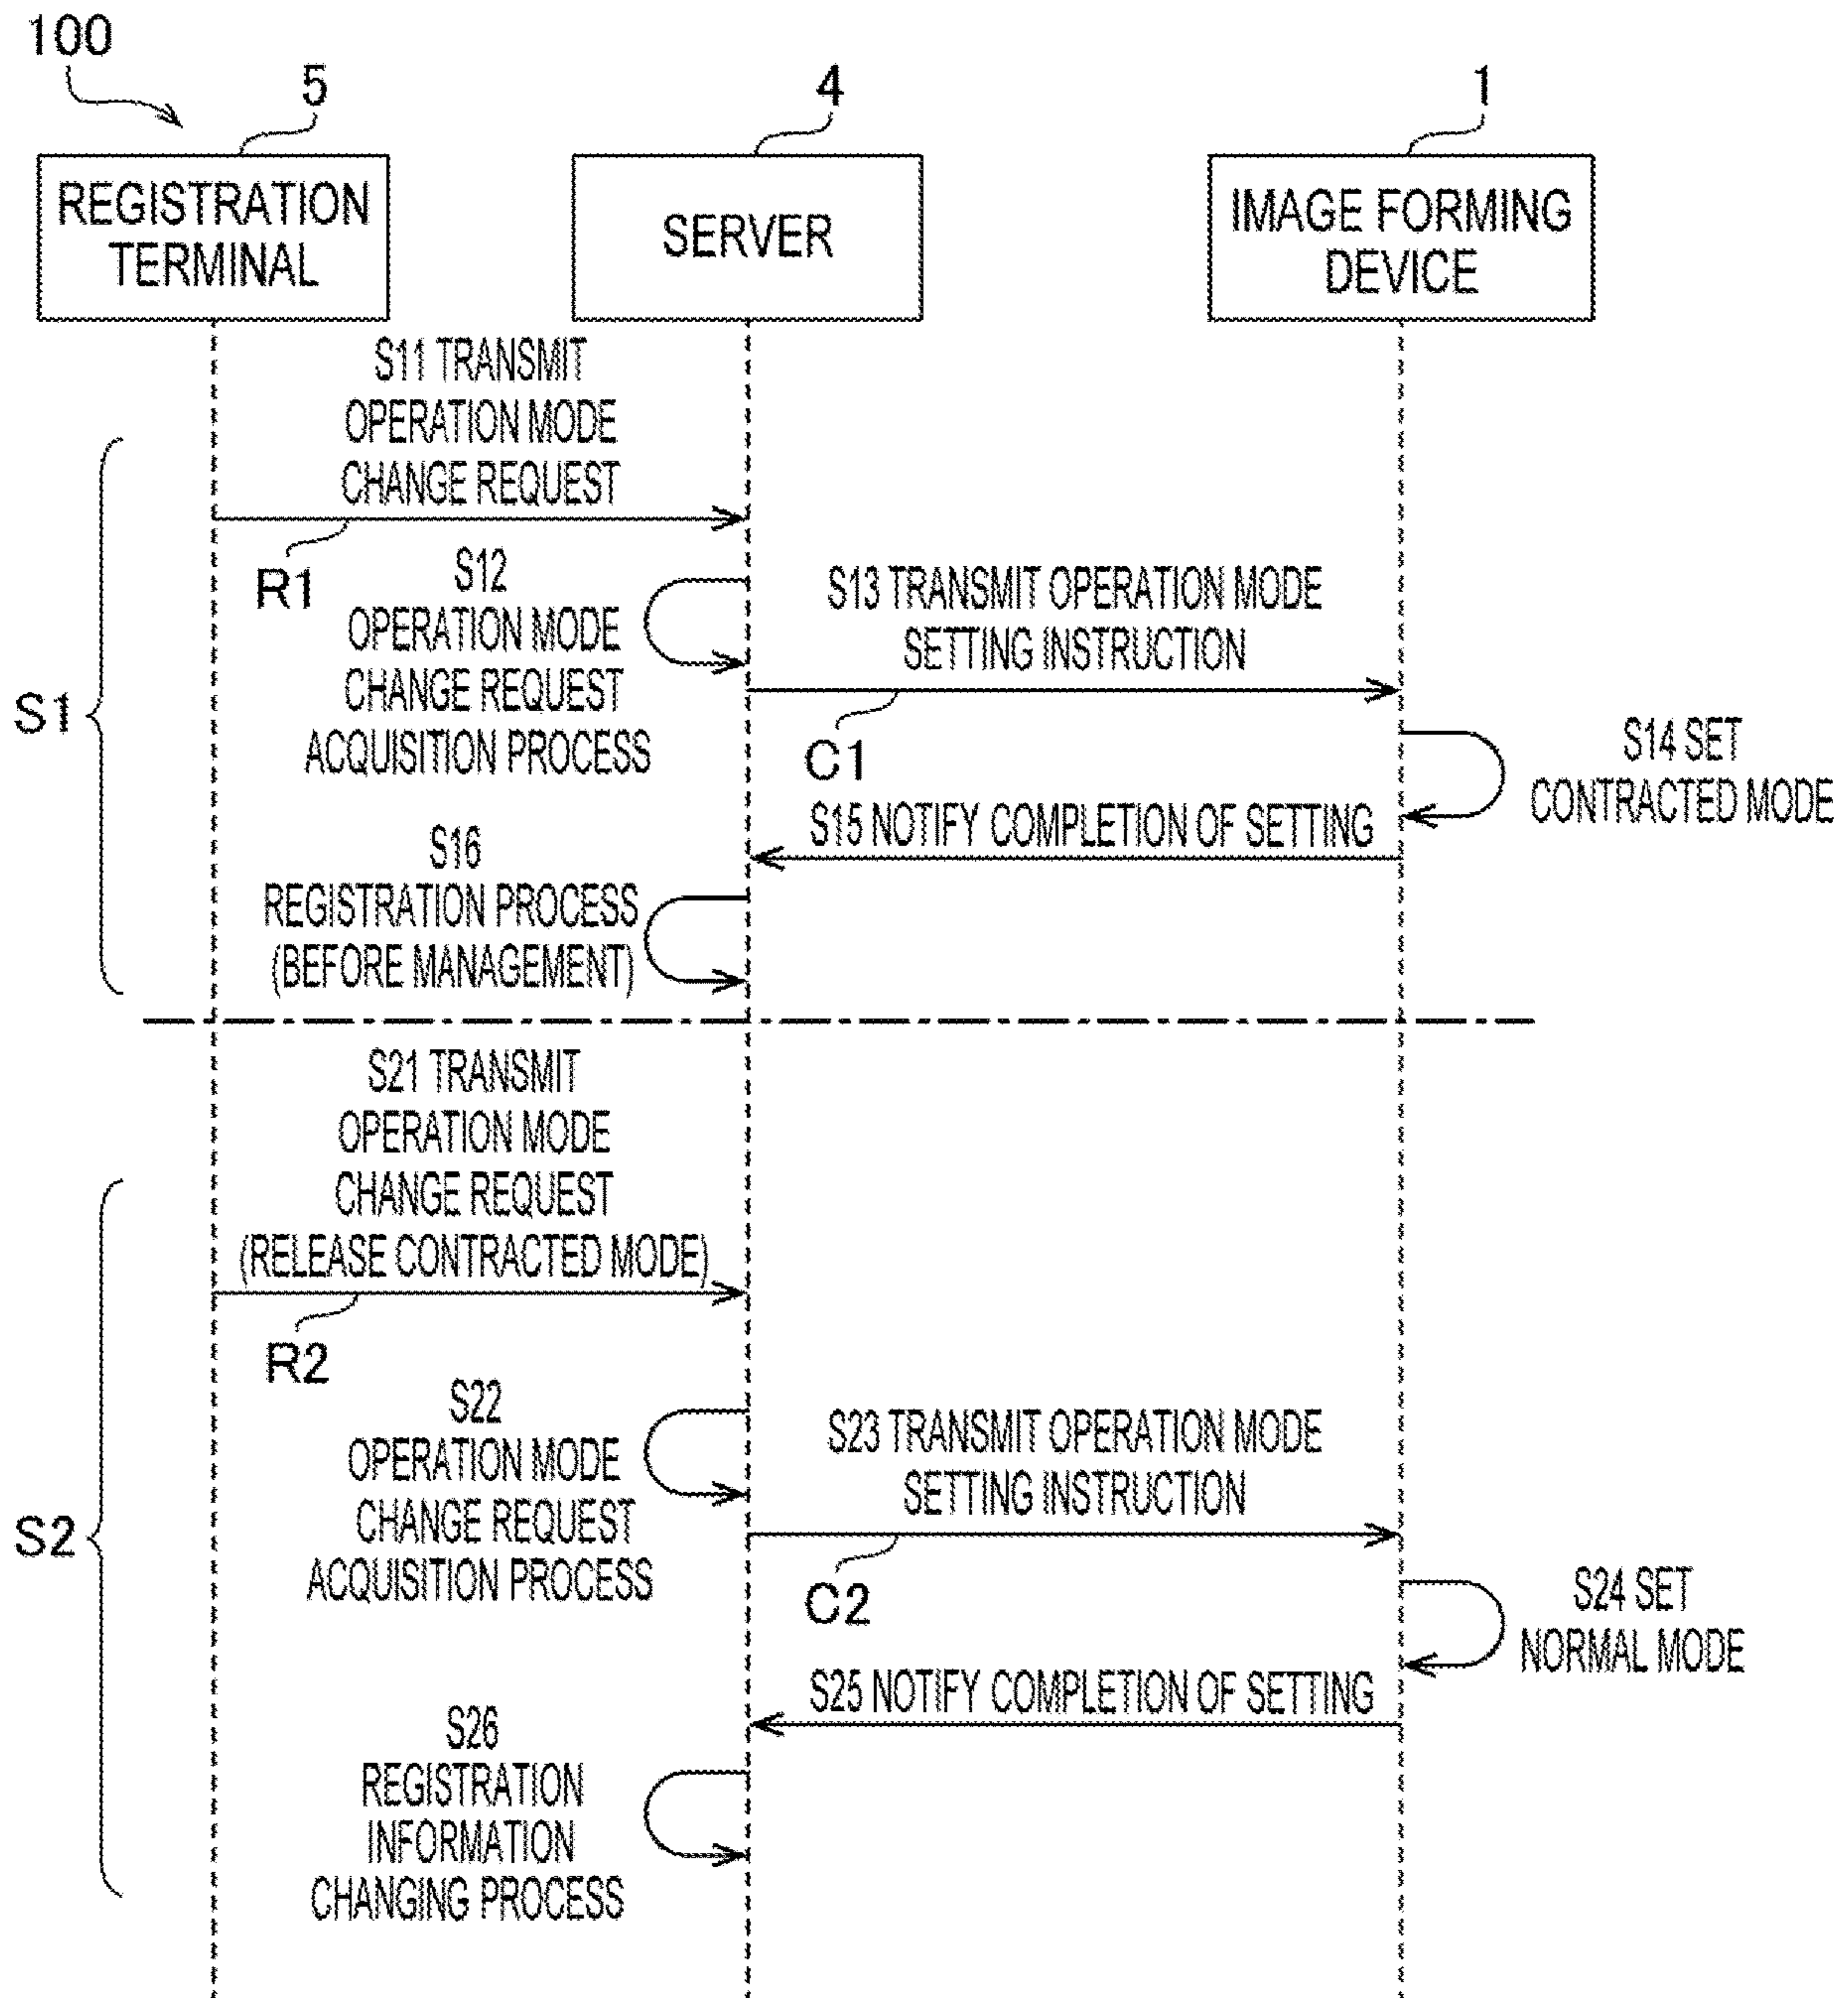 100
5
4
1
REGISTRATION
TERMINAL
SERVER
IMAGE FORMING
DEVICE
S11 TRANSMIT
OPERATION MODE
CHANGE REQUEST
R1
S12
OPERATION MODE
CHANGE REQUEST
ACQUISITION PROCESS
S13 TRANSMIT OPERATION MODE
SETTING INSTRUCTION
C1
S1
S14 SET
CONTRACTED MODE
S15 NOTIFY COMPLETION OF SETTING
S16
REGISTRATION PROCESS
(BEFORE MANAGEMENT)
S21 TRANSMIT
OPERATION MODE
CHANGE REQUEST
(RELEASE CONTRACTED MODE)
R2
S22
OPERATION MODE
CHANGE REQUEST
ACQUISITION PROCESS
S23 TRANSMIT OPERATION MODE
SETTING INSTRUCTION
C2
S2
S24 SET
NORMAL MODE
S25 NOTIFY COMPLETION OF SETTING
S26
REGISTRATION
INFORMATION
CHANGING PROCESS